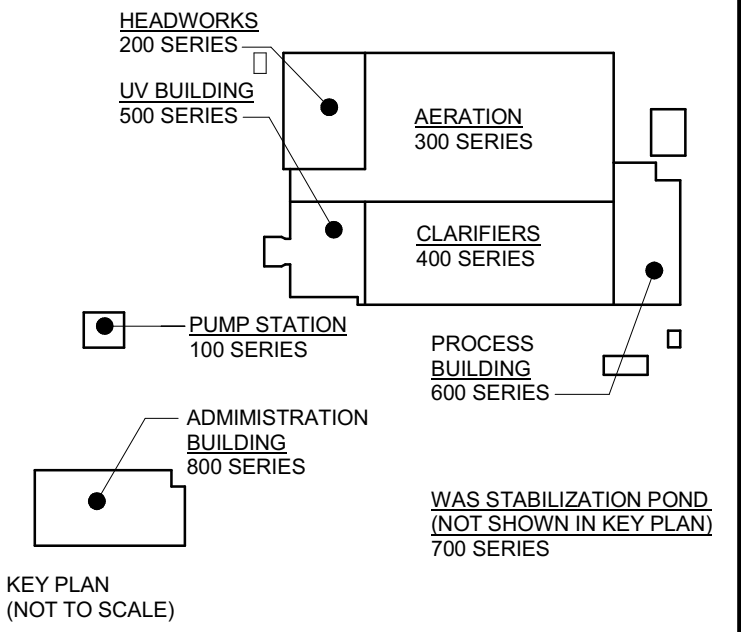 HEADWORKS
200 SERIES
UV BUILDING
500 SERIES
AERATION
300 SERIES
CLARIFIERS
400 SERIES
PUMP STATION
100 SERIES
PROCESS
BUILDING
600 SERIES
ADMIMISTRATION
BUILDING
800 SERIES
WAS STABILIZATION POND
(NOT SHOWN IN KEY PLAN)
700 SERIES
KEY PLAN
(NOT TO SCALE)